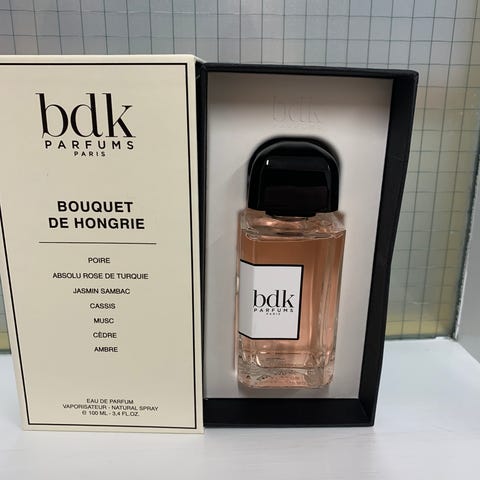 bdk
PARFUMS
PARIS
BOUQUET
DE HONGRIE
POIRE
ABSOLU ROSE DE TURQUIE
JASMIN SAMBAC
CASSIS
MUSC
CÈDRE
AMBRE
EAU DE PARFUM
VAPORISATEUR - NATURAL SPRAY
℮ 100 ML - 3,4 FL.OZ.
bdk
bdk
PARFUMS
PARIS